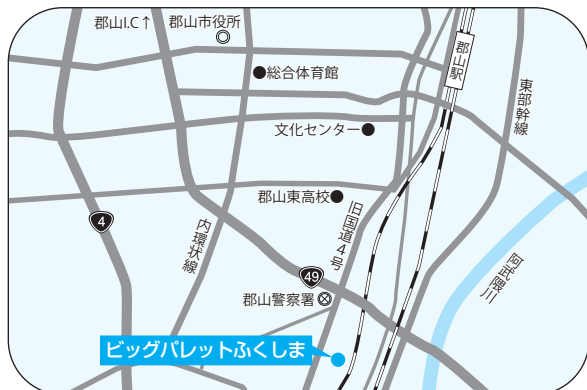 郡山I.C↑
郡山市役所
総合体育館
郡山駅
東部幹線
文化センター
郡山東高校
旧国道4号
内環状線
4
49
阿武隈川
郡山警察署
ビッグパレットふくしま